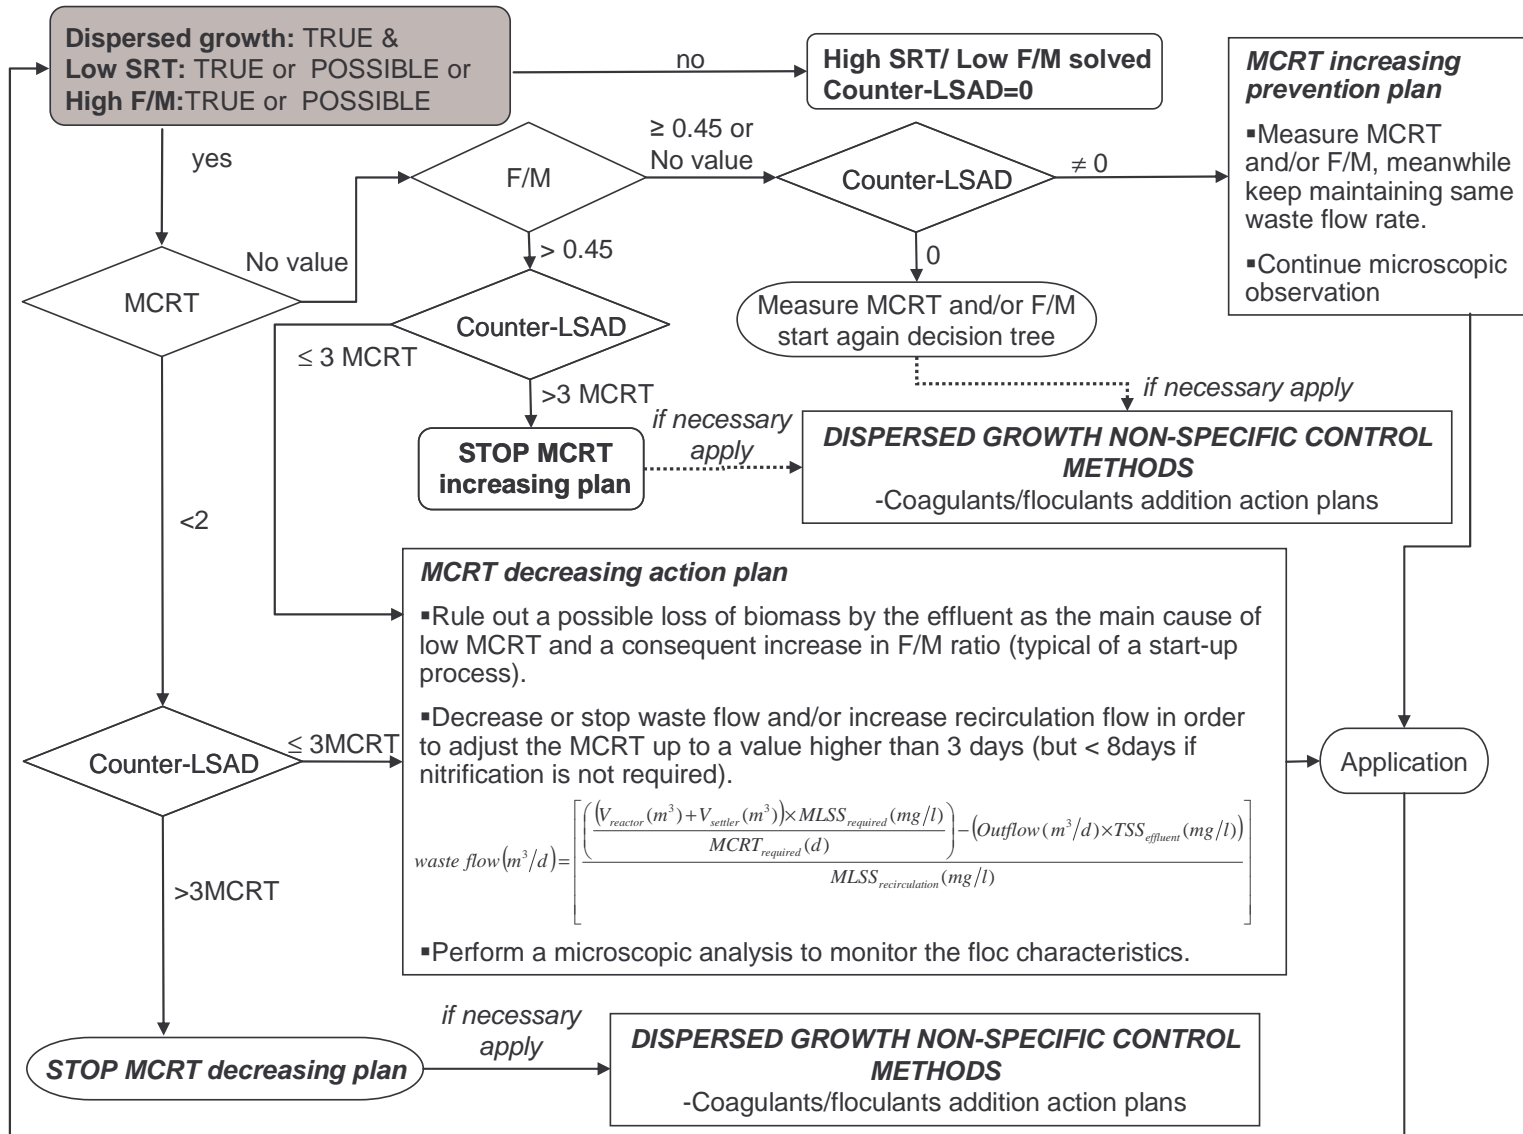 Dispersed growth: TRUE &
Low SRT: TRUE or POSSIBLE or
High F/M:TRUE or POSSIBLE
no
High SRT/ Low F/M solved
Counter-LSAD=0
MCRT increasing
prevention plan
▪Measure MCRT
and/or F/M, meanwhile
keep maintaining same
waste flow rate.
▪Continue microscopic
observation
yes
F/M
≥ 0.45 or
No value
Counter-LSAD
≠ 0
No value
MCRT
> 0.45
0
Counter-LSAD
Measure MCRT and/or F/M
start again decision tree
≤ 3 MCRT
>3 MCRT
if necessary
apply
if necessary apply
STOP MCRT
increasing plan
DISPERSED GROWTH NON-SPECIFIC CONTROL
METHODS
-Coagulants/floculants addition action plans
<2
MCRT decreasing action plan
▪Rule out a possible loss of biomass by the effluent as the main cause of
low MCRT and a consequent increase in F/M ratio (typical of a start-up
process).
▪Decrease or stop waste flow and/or increase recirculation flow in order
to adjust the MCRT up to a value higher than 3 days (but < 8days if
nitrification is not required).
waste flow(m³/d)=[(((V_reactor(m³)+V_settler(m³))×MLSS_required(mg/l)) / MCRT_required(d))−(Outflow(m³/d)×TSS_effluent(mg/l)) / MLSS_recirculation(mg/l)]
▪Perform a microscopic analysis to monitor the floc characteristics.
Counter-LSAD
≤ 3MCRT
Application
>3MCRT
STOP MCRT decreasing plan
if necessary
apply
DISPERSED GROWTH NON-SPECIFIC CONTROL
METHODS
-Coagulants/floculants addition action plans